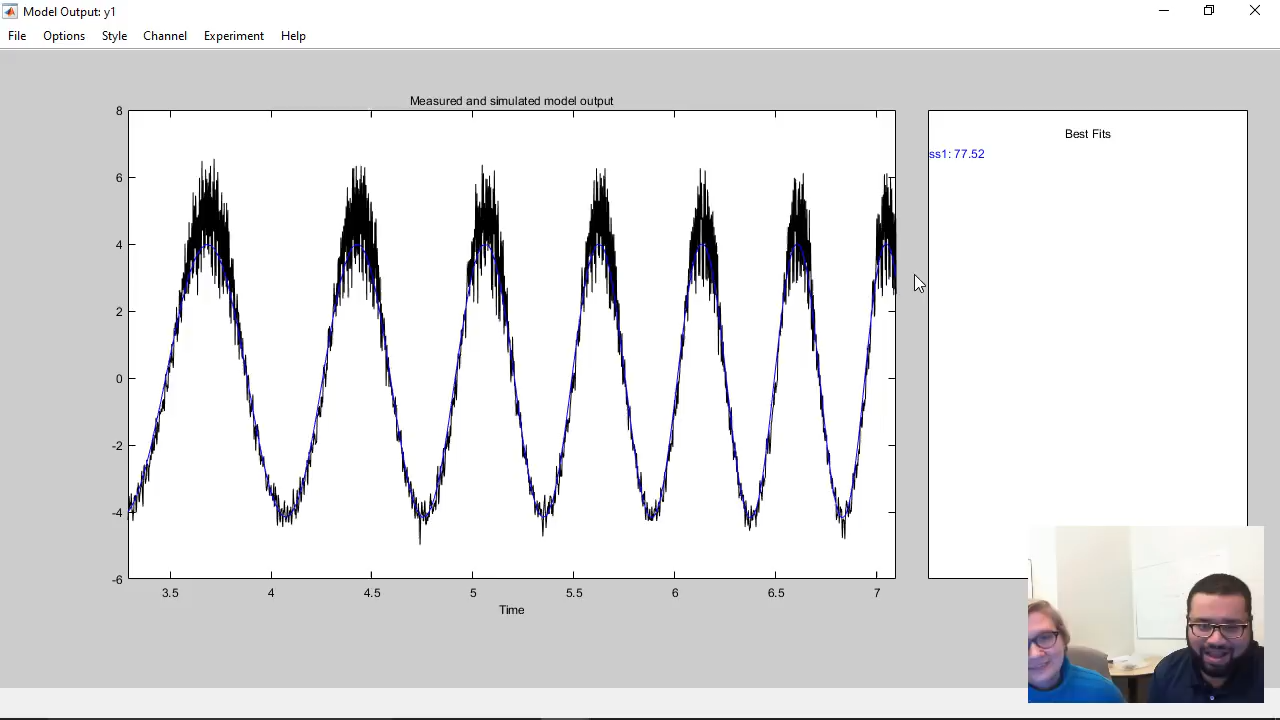 Model Output: y1
File Options Style Channel Experiment Help
Measured and simulated model output
Best Fits
ss1: 77.52
8
6
4
2
0
-2
-4
-6
3.5 4 4.5 5 5.5 6 6.5 7
Time